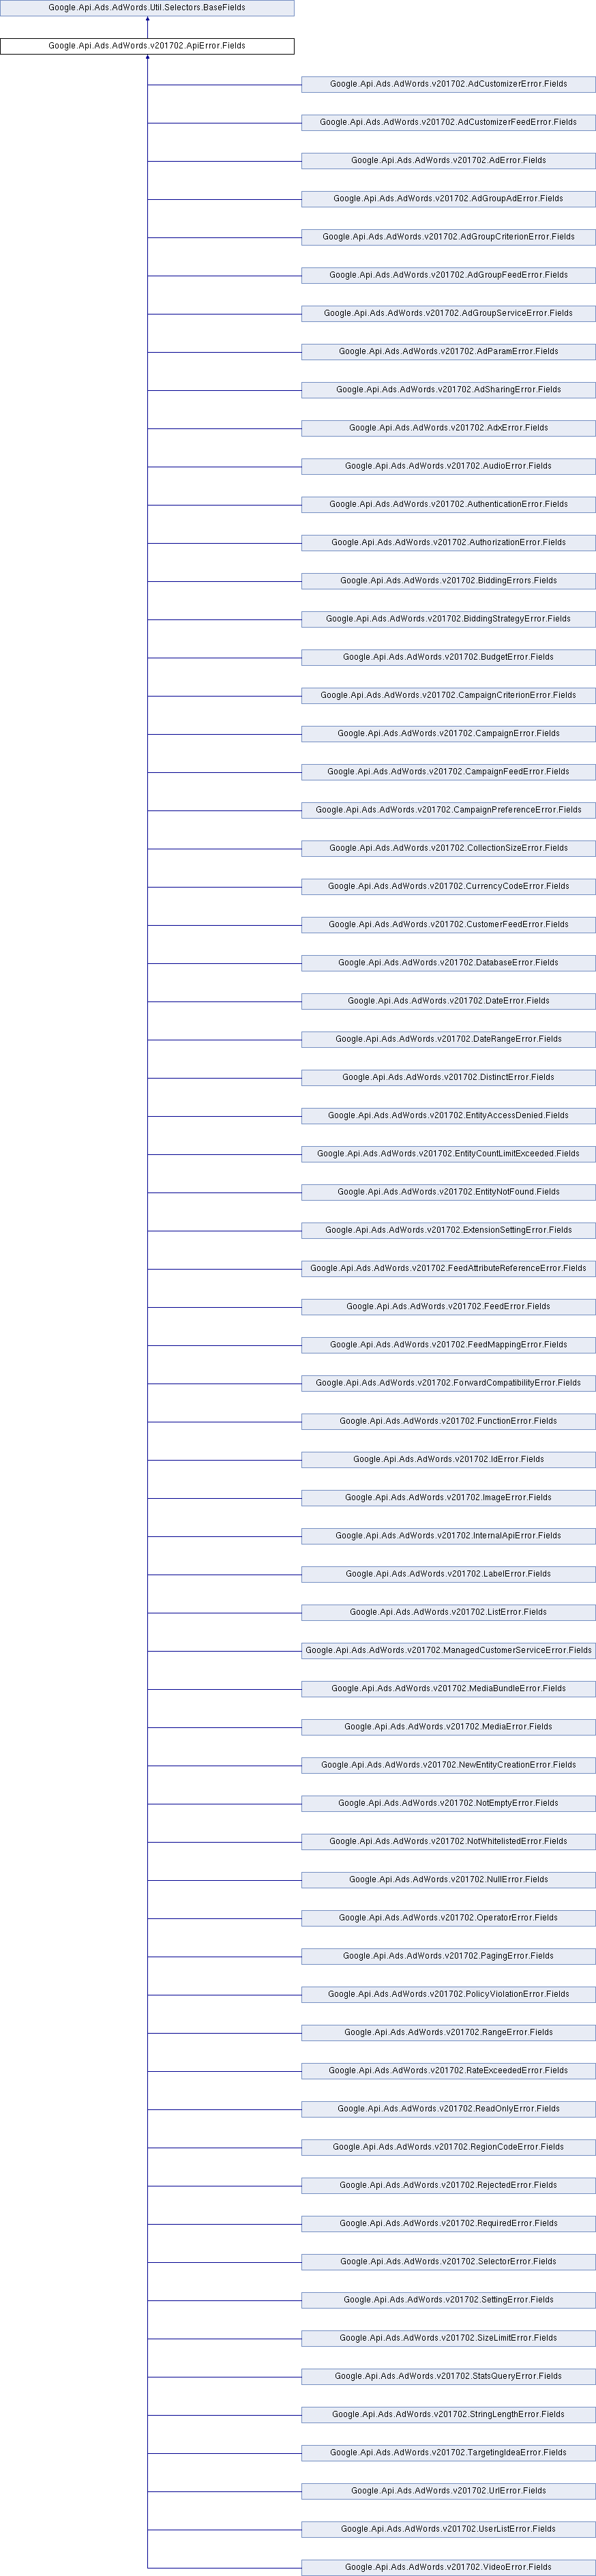 Google.Api.Ads.AdWords.Util.Selectors.BaseFields
Google.Api.Ads.AdWords.v201702.ApiError.Fields
Google.Api.Ads.AdWords.v201702.AdCustomizerError.Fields
Google.Api.Ads.AdWords.v201702.AdCustomizerFeedError.Fields
Google.Api.Ads.AdWords.v201702.AdError.Fields
Google.Api.Ads.AdWords.v201702.AdGroupAdError.Fields
Google.Api.Ads.AdWords.v201702.AdGroupCriterionError.Fields
Google.Api.Ads.AdWords.v201702.AdGroupFeedError.Fields
Google.Api.Ads.AdWords.v201702.AdGroupServiceError.Fields
Google.Api.Ads.AdWords.v201702.AdParamError.Fields
Google.Api.Ads.AdWords.v201702.AdSharingError.Fields
Google.Api.Ads.AdWords.v201702.AdxError.Fields
Google.Api.Ads.AdWords.v201702.AudioError.Fields
Google.Api.Ads.AdWords.v201702.AuthenticationError.Fields
Google.Api.Ads.AdWords.v201702.AuthorizationError.Fields
Google.Api.Ads.AdWords.v201702.BiddingErrors.Fields
Google.Api.Ads.AdWords.v201702.BiddingStrategyError.Fields
Google.Api.Ads.AdWords.v201702.BudgetError.Fields
Google.Api.Ads.AdWords.v201702.CampaignCriterionError.Fields
Google.Api.Ads.AdWords.v201702.CampaignError.Fields
Google.Api.Ads.AdWords.v201702.CampaignFeedError.Fields
Google.Api.Ads.AdWords.v201702.CampaignPreferenceError.Fields
Google.Api.Ads.AdWords.v201702.CollectionSizeError.Fields
Google.Api.Ads.AdWords.v201702.CurrencyCodeError.Fields
Google.Api.Ads.AdWords.v201702.CustomerFeedError.Fields
Google.Api.Ads.AdWords.v201702.DatabaseError.Fields
Google.Api.Ads.AdWords.v201702.DateError.Fields
Google.Api.Ads.AdWords.v201702.DateRangeError.Fields
Google.Api.Ads.AdWords.v201702.DistinctError.Fields
Google.Api.Ads.AdWords.v201702.EntityAccessDenied.Fields
Google.Api.Ads.AdWords.v201702.EntityCountLimitExceeded.Fields
Google.Api.Ads.AdWords.v201702.EntityNotFound.Fields
Google.Api.Ads.AdWords.v201702.ExtensionSettingError.Fields
Google.Api.Ads.AdWords.v201702.FeedAttributeReferenceError.Fields
Google.Api.Ads.AdWords.v201702.FeedError.Fields
Google.Api.Ads.AdWords.v201702.FeedMappingError.Fields
Google.Api.Ads.AdWords.v201702.ForwardCompatibilityError.Fields
Google.Api.Ads.AdWords.v201702.FunctionError.Fields
Google.Api.Ads.AdWords.v201702.IdError.Fields
Google.Api.Ads.AdWords.v201702.ImageError.Fields
Google.Api.Ads.AdWords.v201702.InternalApiError.Fields
Google.Api.Ads.AdWords.v201702.LabelError.Fields
Google.Api.Ads.AdWords.v201702.ListError.Fields
Google.Api.Ads.AdWords.v201702.ManagedCustomerServiceError.Fields
Google.Api.Ads.AdWords.v201702.MediaBundleError.Fields
Google.Api.Ads.AdWords.v201702.MediaError.Fields
Google.Api.Ads.AdWords.v201702.NewEntityCreationError.Fields
Google.Api.Ads.AdWords.v201702.NotEmptyError.Fields
Google.Api.Ads.AdWords.v201702.NotWhitelistedError.Fields
Google.Api.Ads.AdWords.v201702.NullError.Fields
Google.Api.Ads.AdWords.v201702.OperatorError.Fields
Google.Api.Ads.AdWords.v201702.PagingError.Fields
Google.Api.Ads.AdWords.v201702.PolicyViolationError.Fields
Google.Api.Ads.AdWords.v201702.RangeError.Fields
Google.Api.Ads.AdWords.v201702.RateExceededError.Fields
Google.Api.Ads.AdWords.v201702.ReadOnlyError.Fields
Google.Api.Ads.AdWords.v201702.RegionCodeError.Fields
Google.Api.Ads.AdWords.v201702.RejectedError.Fields
Google.Api.Ads.AdWords.v201702.RequiredError.Fields
Google.Api.Ads.AdWords.v201702.SelectorError.Fields
Google.Api.Ads.AdWords.v201702.SettingError.Fields
Google.Api.Ads.AdWords.v201702.SizeLimitError.Fields
Google.Api.Ads.AdWords.v201702.StatsQueryError.Fields
Google.Api.Ads.AdWords.v201702.StringLengthError.Fields
Google.Api.Ads.AdWords.v201702.TargetingIdeaError.Fields
Google.Api.Ads.AdWords.v201702.UrlError.Fields
Google.Api.Ads.AdWords.v201702.UserListError.Fields
Google.Api.Ads.AdWords.v201702.VideoError.Fields